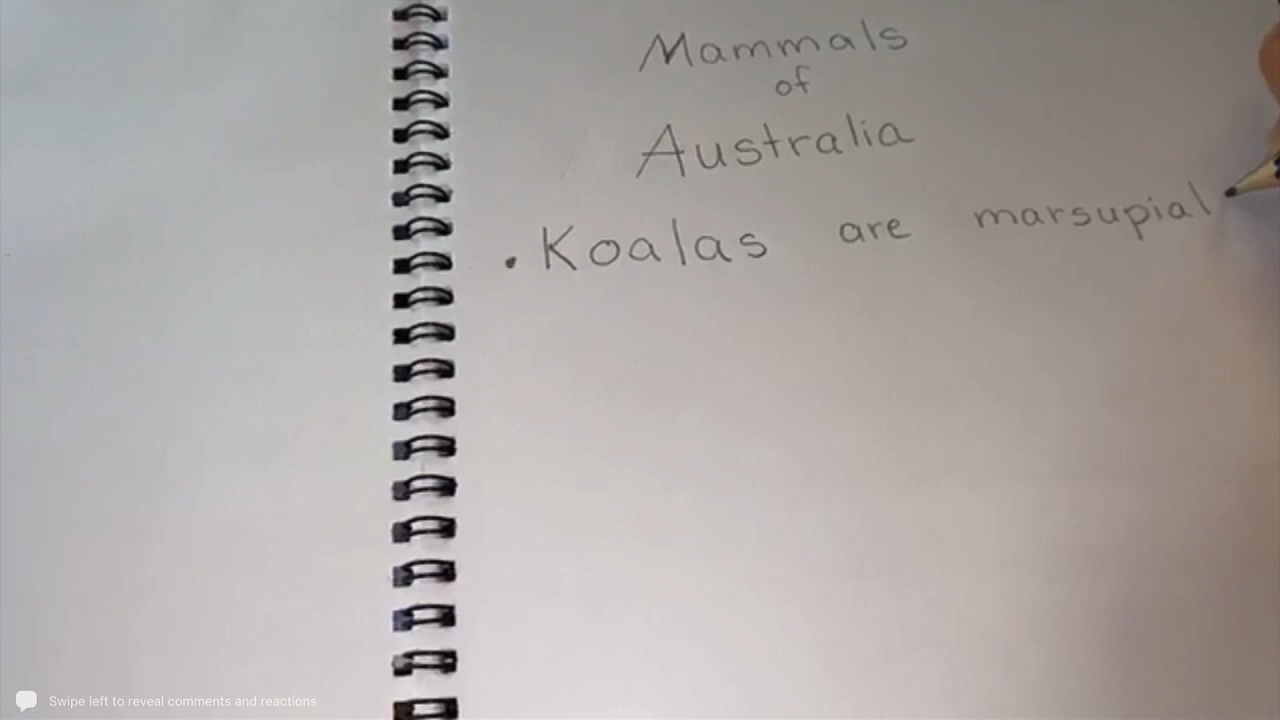 Mammals
of
Australia
. Koalas are marsupial
Swipe left to reveal comments and reactions